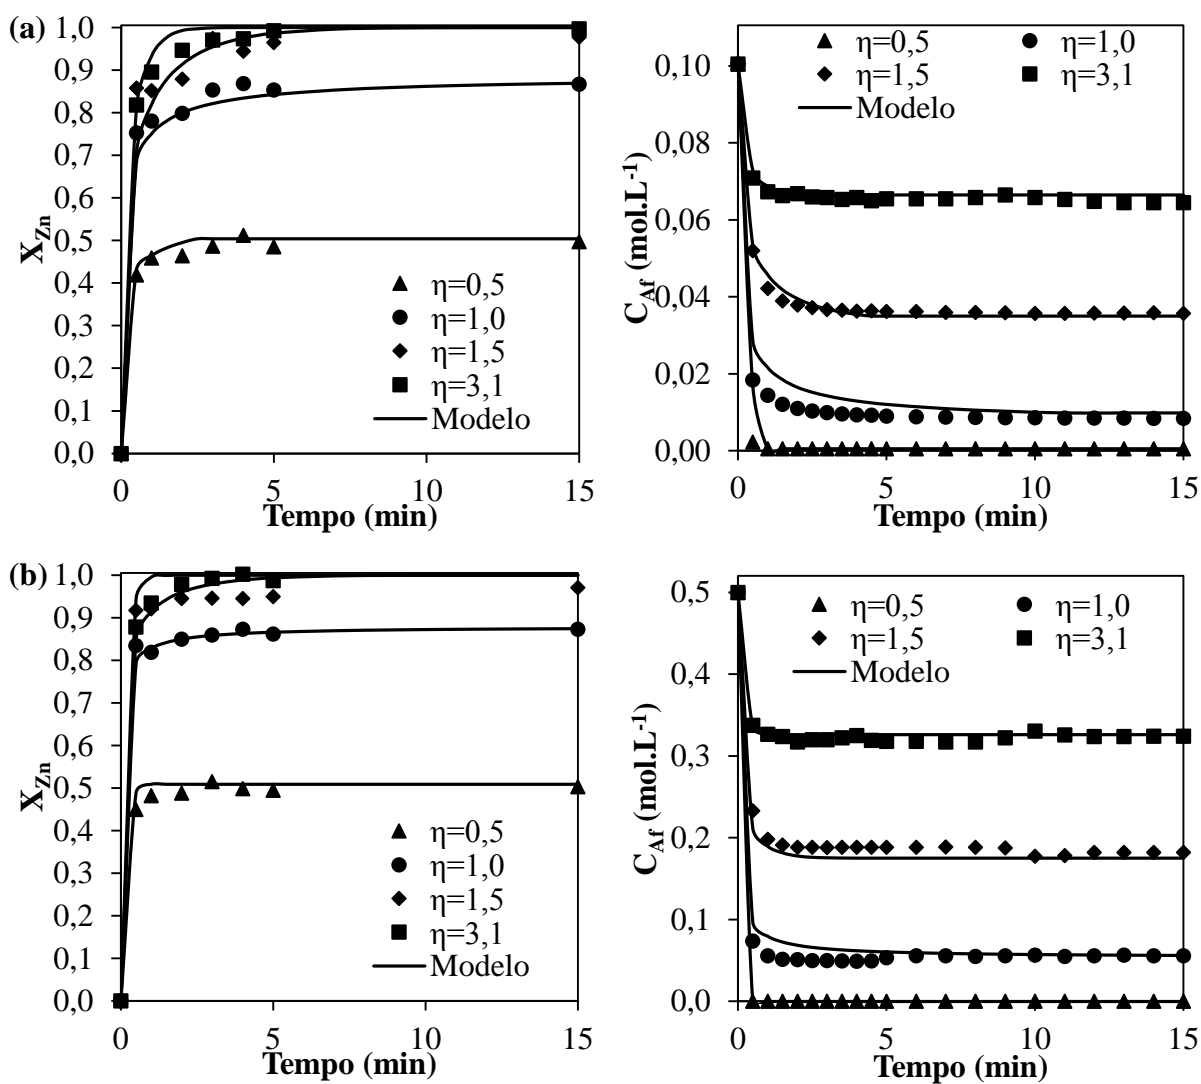 (a)
1,0
0,9
0,8
0,7
0,6
0,5
0,4
0,3
0,2
0,1
0,0
X_Zn
η=0,5
η=1,0
η=1,5
η=3,1
Modelo
0 5 10 15
Tempo (min)
η=0,5 η=1,0
η=1,5 η=3,1
Modelo
0,10
0,08
0,06
0,04
0,02
0,00
C_Af (mol.L^-1)
0 5 10 15
Tempo (min)
(b)
1,0
0,9
0,8
0,7
0,6
0,5
0,4
0,3
0,2
0,1
0,0
X_Zn
η=0,5
η=1,0
η=1,5
η=3,1
Modelo
0 5 10 15
Tempo (min)
0,5
0,4
0,3
0,2
0,1
0,0
C_Af (mol.L^-1)
η=0,5 η=1,0
η=1,5 η=3,1
Modelo
0 5 10 15
Tempo (min)